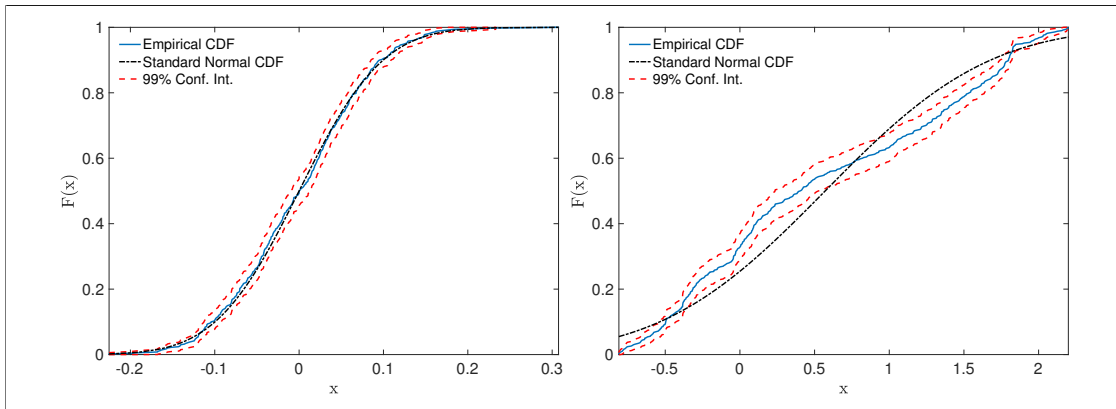 1
0.8
0.6
0.4
0.2
0
F(x)
Empirical CDF
Standard Normal CDF
99% Conf. Int.
-0.2 -0.1 0 0.1 0.2 0.3
x
1
0.8
0.6
0.4
0.2
0
F(x)
Empirical CDF
Standard Normal CDF
99% Conf. Int.
-0.5 0 0.5 1 1.5 2
x